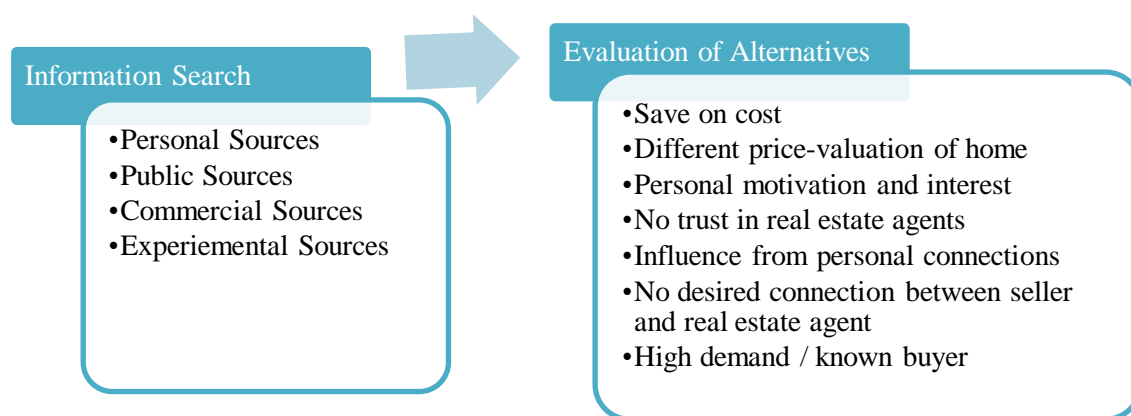 Information Search
•Personal Sources
•Public Sources
•Commercial Sources
•Experiemental Sources
Evaluation of Alternatives
•Save on cost
•Different price-valuation of home
•Personal motivation and interest
•No trust in real estate agents
•Influence from personal connections
•No desired connection between seller
and real estate agent
•High demand / known buyer